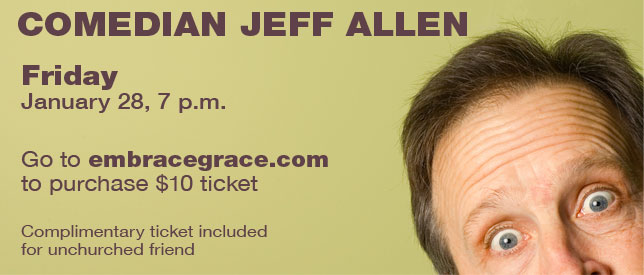 COMEDIAN JEFF ALLEN
Friday
January 28, 7 p.m.
Go to embracegrace.com
to purchase $10 ticket
Complimentary ticket included
for unchurched friend